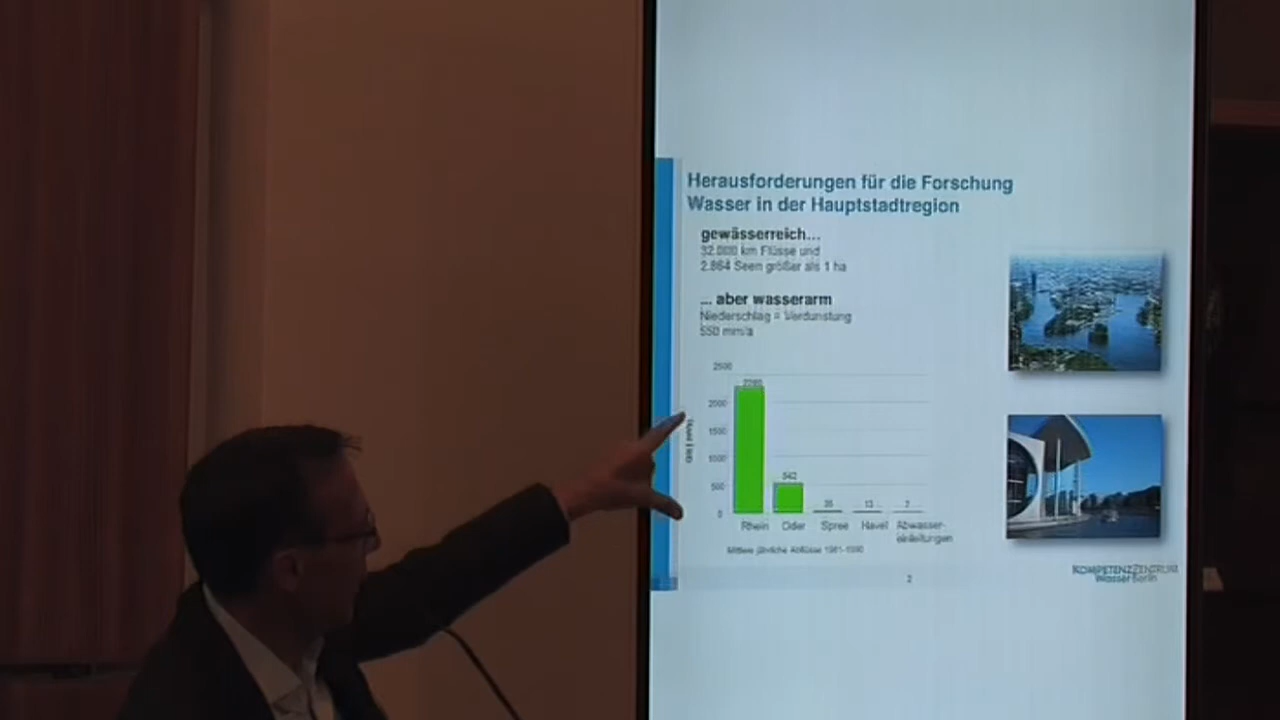 Herausforderungen für die Forschung
Wasser in der Hauptstadtregion
gewässerreich...
32.000 km Flüsse und
2.864 Seen größer als 1 ha
... aber wasserarm
Niederschlag = Verdunstung
550 mm/a
2500
2000
1500
1000
500
0
542
13
Rhein Oder Spree Havel Abwasser-
einleitungen
Mittlere jährliche Abflüsse 1961-1990
2
KOMPETENZZENTRUM
Wasser Berlin